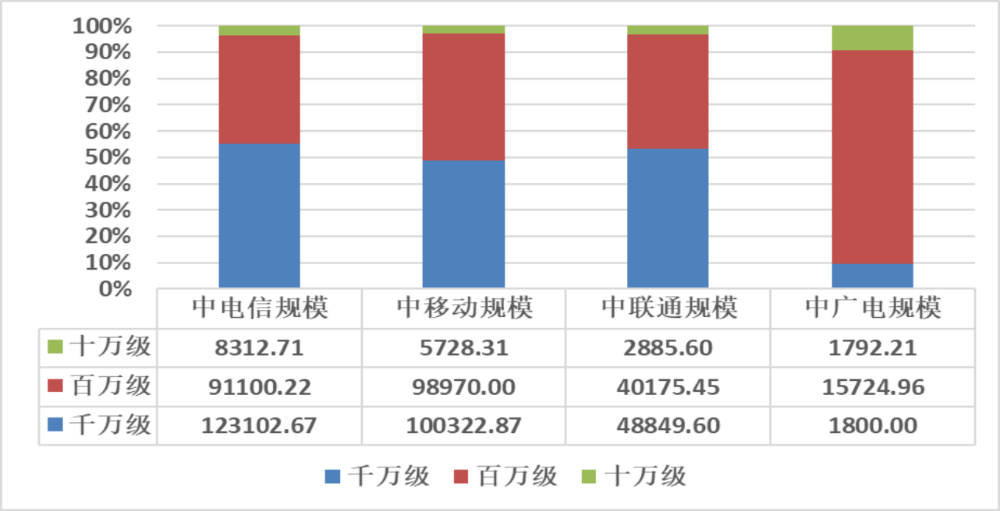 100%
90%
80%
70%
60%
50%
40%
30%
20%
10%
0%
中电信规模 中移动规模 中联通规模 中广电规模
十万级 8312.71 5728.31 2885.60 1792.21
百万级 91100.22 98970.00 40175.45 15724.96
千万级 123102.67 100322.87 48849.60 1800.00
千万级 百万级 十万级